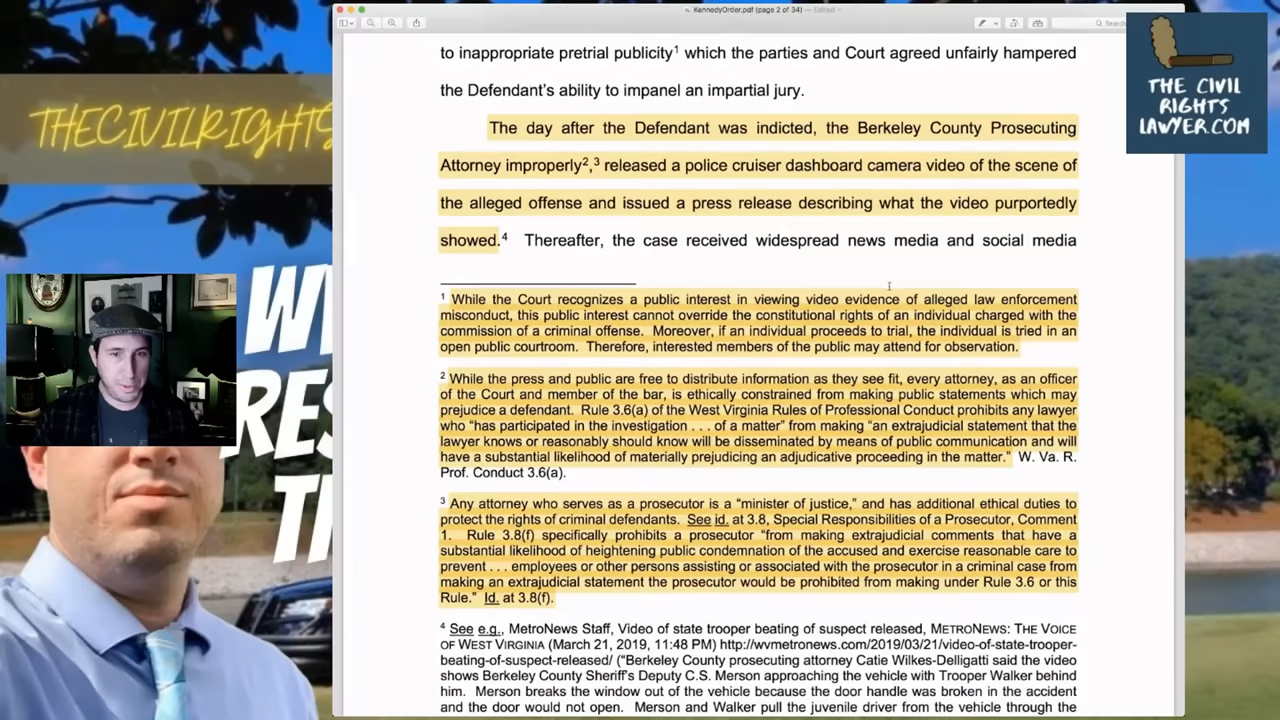 KennedyOrder.pdf (page 2 of 34) — Edited
Search
to inappropriate pretrial publicity¹ which the parties and Court agreed unfairly hampered
the Defendant's ability to impanel an impartial jury.
The day after the Defendant was indicted, the Berkeley County Prosecuting
Attorney improperly²,³ released a police cruiser dashboard camera video of the scene of
the alleged offense and issued a press release describing what the video purportedly
showed.⁴ Thereafter, the case received widespread news media and social media
¹ While the Court recognizes a public interest in viewing video evidence of alleged law enforcement
misconduct, this public interest cannot override the constitutional rights of an individual charged with the
commission of a criminal offense. Moreover, if an individual proceeds to trial, the individual is tried in an
open public courtroom. Therefore, interested members of the public may attend for observation.
² While the press and public are free to distribute information as they see fit, every attorney, as an officer
of the Court and member of the bar, is ethically constrained from making public statements which may
prejudice a defendant. Rule 3.6(a) of the West Virginia Rules of Professional Conduct prohibits any lawyer
who "has participated in the investigation . . . of a matter" from making "an extrajudicial statement that the
lawyer knows or reasonably should know will be disseminated by means of public communication and will
have a substantial likelihood of materially prejudicing an adjudicative proceeding in the matter." W. Va. R.
Prof. Conduct 3.6(a).
³ Any attorney who serves as a prosecutor is a "minister of justice," and has additional ethical duties to
protect the rights of criminal defendants. See id. at 3.8, Special Responsibilities of a Prosecutor, Comment
1. Rule 3.8(f) specifically prohibits a prosecutor "from making extrajudicial comments that have a
substantial likelihood of heightening public condemnation of the accused and exercise reasonable care to
prevent . . . employees or other persons assisting or associated with the prosecutor in a criminal case from
making an extrajudicial statement the prosecutor would be prohibited from making under Rule 3.6 or this
Rule." Id. at 3.8(f).
⁴ See e.g., MetroNews Staff, Video of state trooper beating of suspect released, METRONEWS: THE VOICE
OF WEST VIRGINIA (March 21, 2019, 11:48 PM) http://wvmetronews.com/2019/03/21/video-of-state-trooper-
beating-of-suspect-released/ ("Berkeley County prosecuting attorney Catie Wilkes-Delligatti said the video
shows Berkeley County Sheriff's Deputy C.S. Merson approaching the vehicle with Trooper Walker behind
him. Merson breaks the window out of the vehicle because the door handle was broken in the accident
and the door would not open. Merson and Walker pull the juvenile driver from the vehicle through the
THECIVILRIGHTS
THE CIVIL
RIGHTS
LAWYER.COM